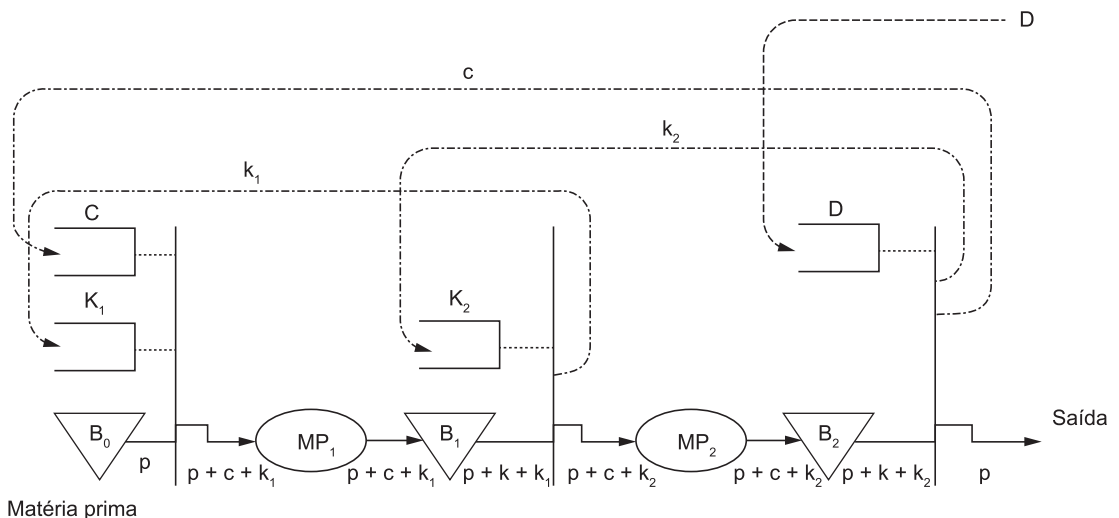 D
c
k₂
k₁
C
D
K₁
K₂
B₀
MP₁
B₁
MP₂
B₂
Saída
p
p + c + k₁
p + c + k₁
p + k + k₁
p + c + k₂
p + c + k₂
p + k + k₂
p
Matéria prima